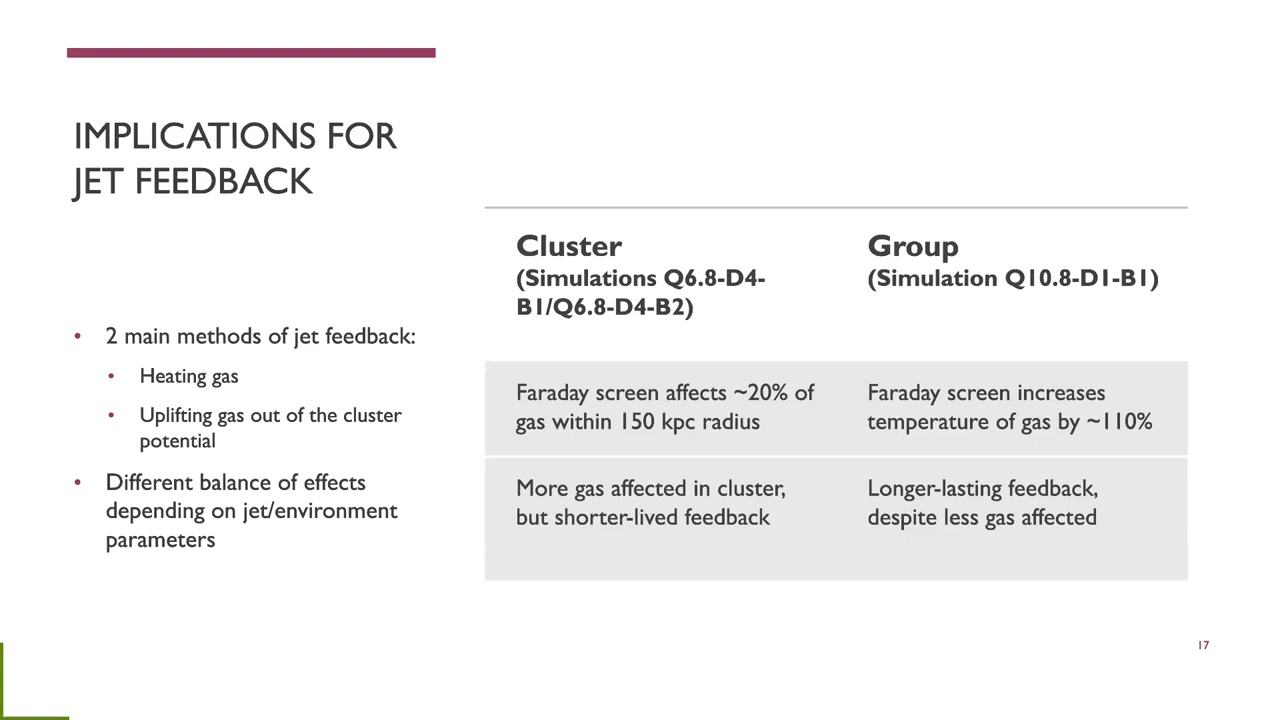 IMPLICATIONS FOR
JET FEEDBACK
• 2 main methods of jet feedback:
• Heating gas
• Uplifting gas out of the cluster
potential
• Different balance of effects
depending on jet/environment
parameters
Cluster
(Simulations Q6.8-D4-
B1/Q6.8-D4-B2)
Group
(Simulation Q10.8-D1-B1)
Faraday screen affects ~20% of
gas within 150 kpc radius
Faraday screen increases
temperature of gas by ~110%
More gas affected in cluster,
but shorter-lived feedback
Longer-lasting feedback,
despite less gas affected
17